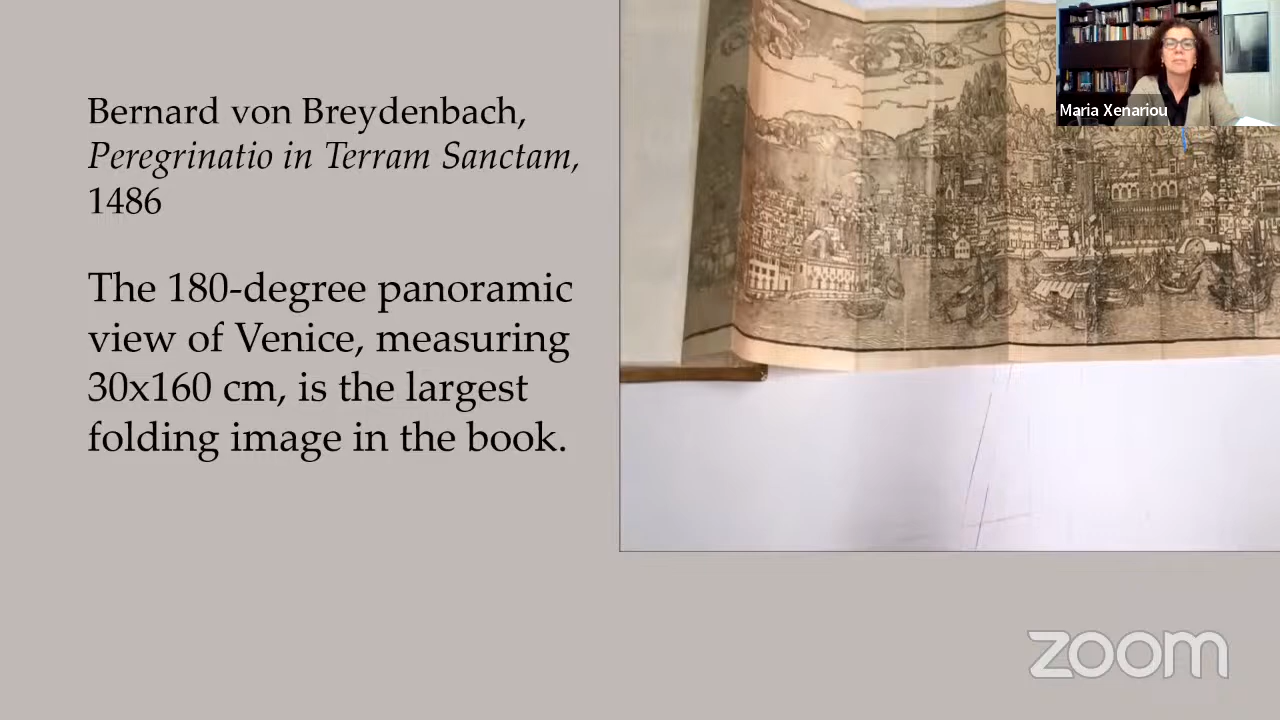 Bernard von Breydenbach,
Peregrinatio in Terram Sanctam,
1486
The 180-degree panoramic
view of Venice, measuring
30x160 cm, is the largest
folding image in the book.
Maria Xenariou
zoom